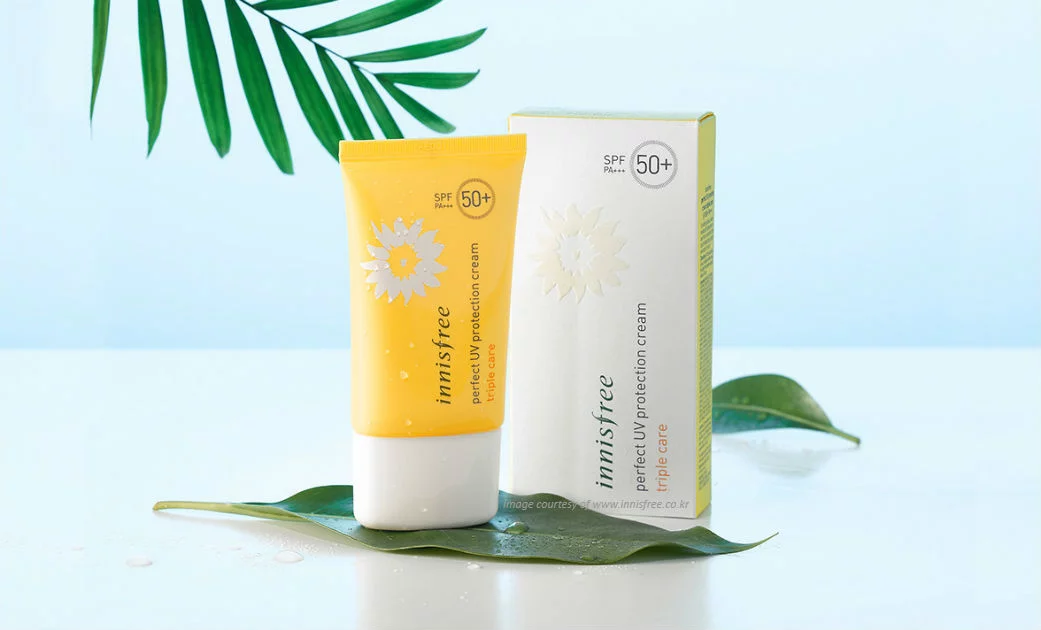 SPF
PA+++
50+
innisfree
perfect UV protection cream
triple care
SPF
PA+++
50+
innisfree
perfect UV protection cream
triple care
image courtesy of www.innisfree.co.kr